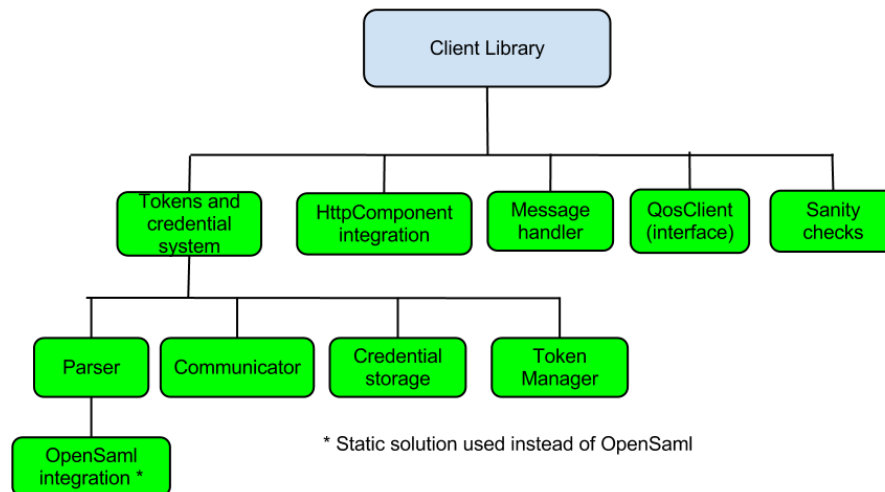 Client Library
Tokens and
credential
system
HttpComponent
integration
Message
handler
QosClient
(interface)
Sanity
checks
Parser
Communicator
Credential
storage
Token
Manager
OpenSaml
integration *
* Static solution used instead of OpenSaml